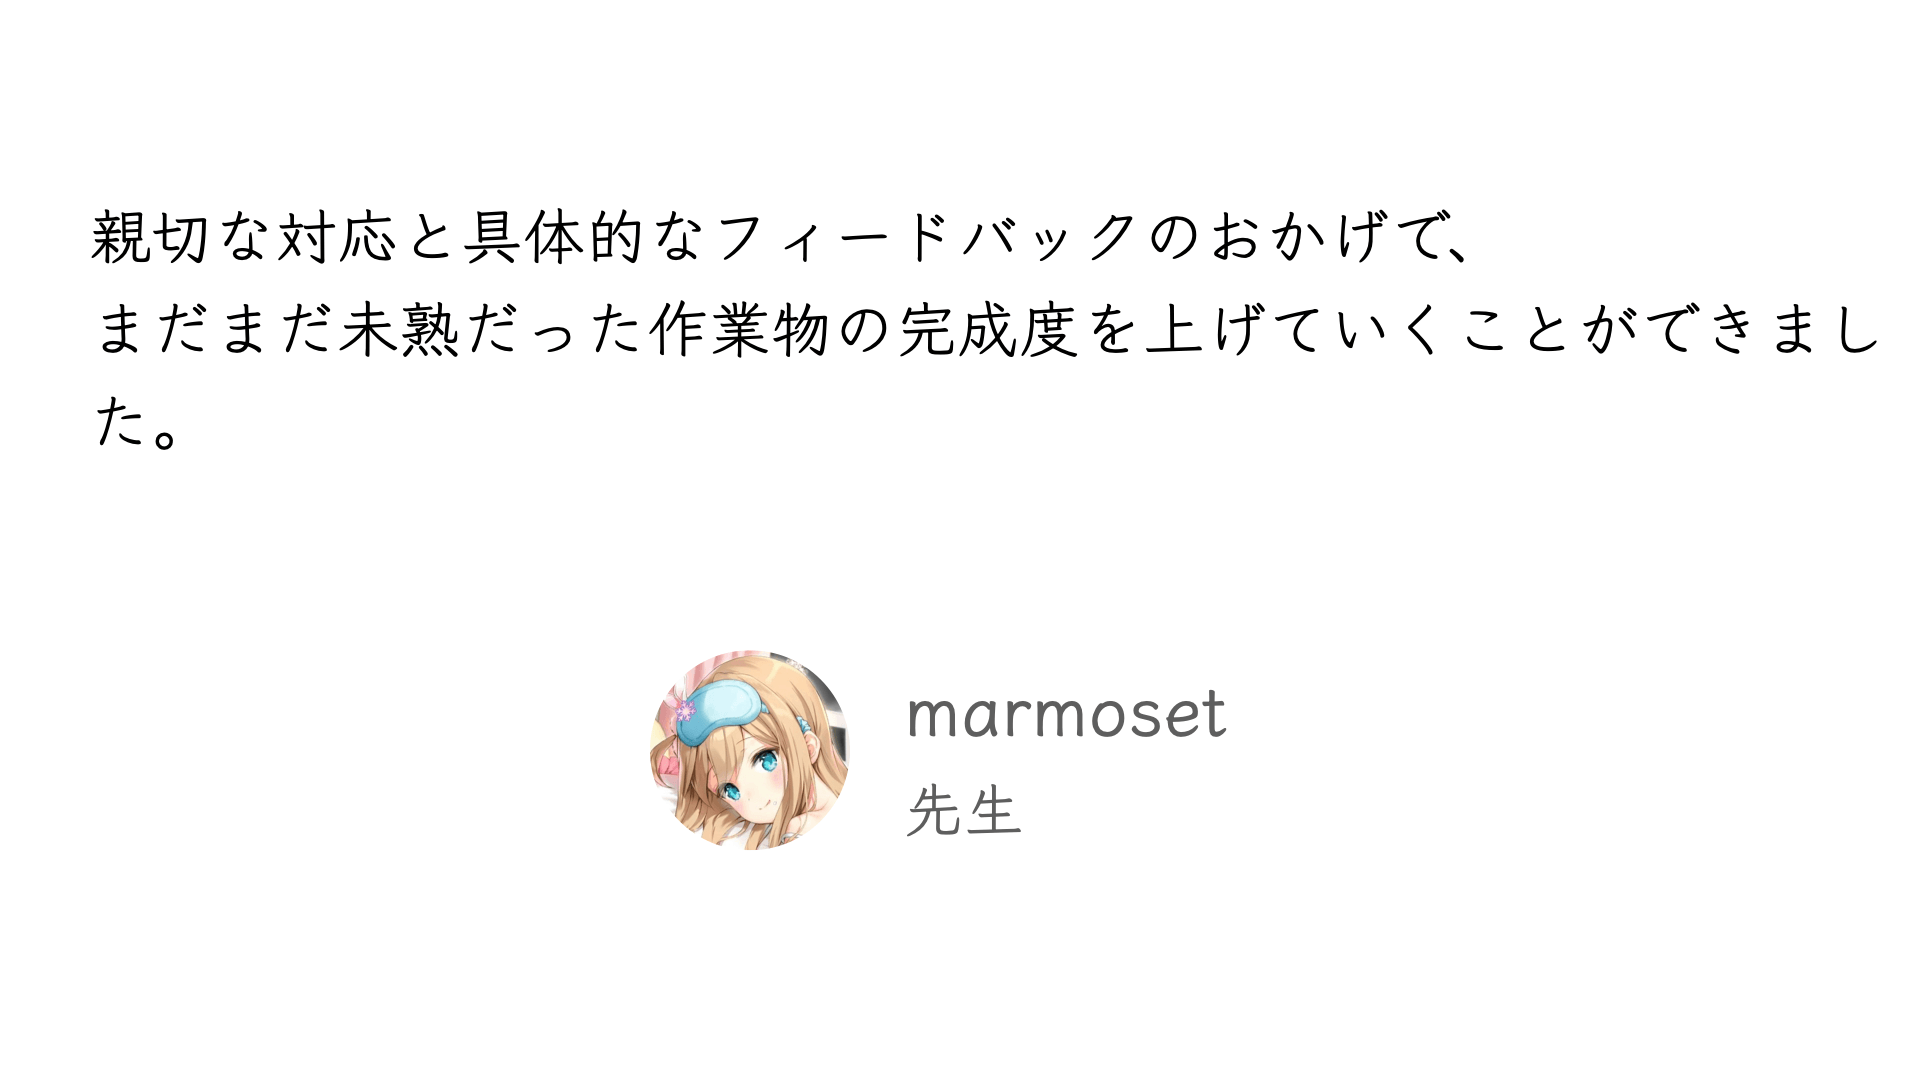 親切な対応と具体的なフィードバックのおかげで、
まだまだ未熟だった作業物の完成度を上げていくことができまし
た。
marmoset
先生